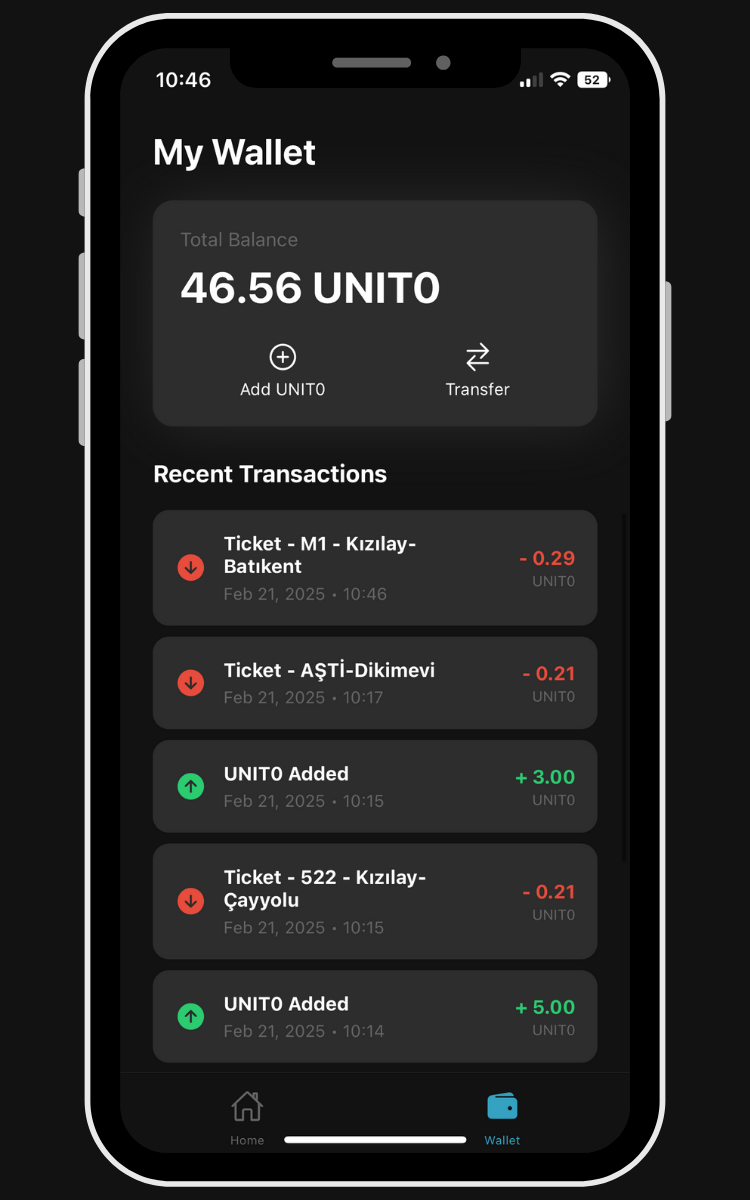 10:46
52
My Wallet
Total Balance
46.56 UNIT0
Add UNIT0
Transfer
Recent Transactions
Ticket - M1 - Kızılay-
Batıkent
Feb 21, 2025 • 10:46
- 0.29
UNIT0
Ticket - AŞTİ-Dikimevi
Feb 21, 2025 • 10:17
- 0.21
UNIT0
UNIT0 Added
Feb 21, 2025 • 10:15
+ 3.00
UNIT0
Ticket - 522 - Kızılay-
Çayyolu
Feb 21, 2025 • 10:15
- 0.21
UNIT0
UNIT0 Added
Feb 21, 2025 • 10:14
+ 5.00
UNIT0
Home
Wallet